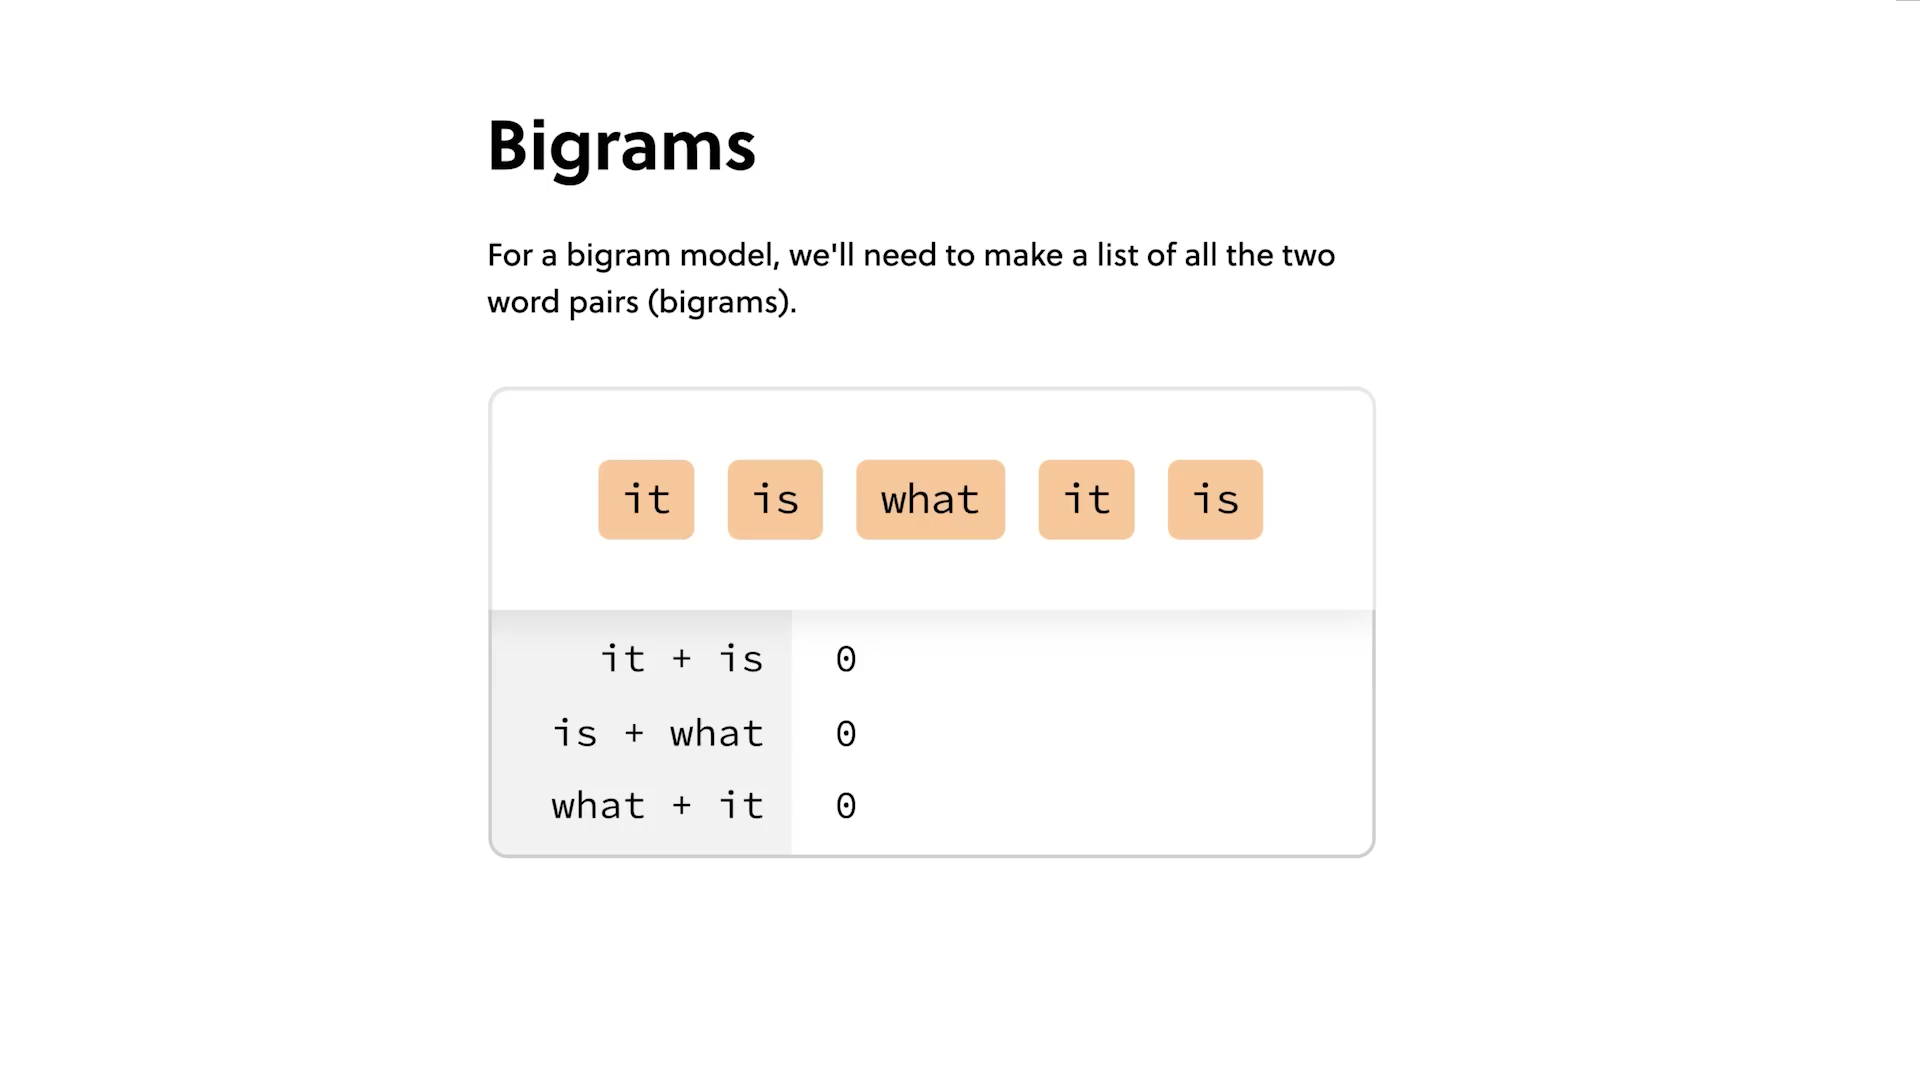 Bigrams
For a bigram model, we'll need to make a list of all the two
word pairs (bigrams).
it is what it is
it + is 0
is + what 0
what + it 0